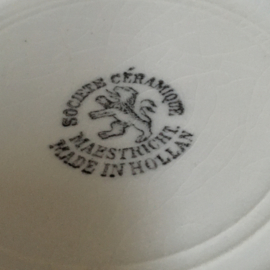 SOCIETE CÉRAMIQUE
MAESTRICHT.
MADE IN HOLLAN